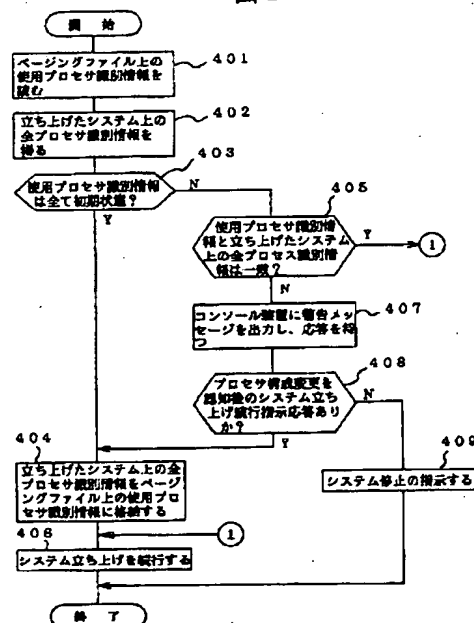 開 始
ページングファイル上の
使用プロセサ識別情報を
読む
401
立ち上げたシステム上の
全プロセサ識別情報を
得る
402
使用プロセサ識別情報
は全て初期状態?
403
N
Y
使用プロセサ識別情
報と立ち上げたシステム
上の全プロセス識別情
報は一致?
405
Y
1
N
コンソール装置に警告メッ
セージを出力し、応答を待
つ
407
プロセサ構成変更を
認知後のシステム立ち
上げ続行指示応答あり
か?
408
N
Y
404
立ち上げたシステム上の全
プロセサ識別情報をページ
ングファイル上の使用プロ
セサ識別情報に格納する
409
システム停止の指示する
1
406
システム立ち上げを続行する
終 了